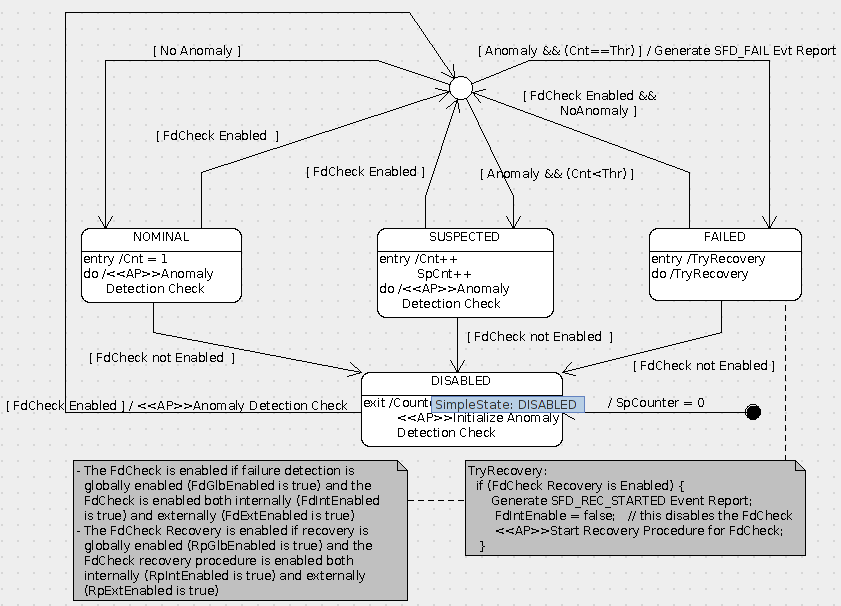 [ No Anomaly ]
[ Anomaly && (Cnt==Thr) ] / Generate SFD_FAIL Evt Report
[ FdCheck Enabled &&
NoAnomaly ]
[ FdCheck Enabled ]
[ FdCheck Enabled ]
[ Anomaly && (Cnt<Thr) ]
NOMINAL
entry /Cnt = 1
do /<<AP>>Anomaly
Detection Check
SUSPECTED
entry /Cnt++
SpCnt++
do /<<AP>>Anomaly
Detection Check
FAILED
entry /TryRecovery
do /TryRecovery
[ FdCheck not Enabled ]
[ FdCheck not Enabled ]
[ FdCheck not Enabled ]
DISABLED
exit /Counte
SimpleState: DISABLED
<<AP>>Initialize Anomaly
Detection Check
[ FdCheck Enabled ] / <<AP>>Anomaly Detection Check
/ SpCounter = 0
- The FdCheck is enabled if failure detection is
globally enabled (FdGlbEnabled is true) and the
FdCheck is enabled both internally (FdIntEnabled
is true) and externally (FdExtEnabled is true)
- The FdCheck Recovery is enabled if recovery is
globally enabled (RpGlbEnabled is true) and the
FdCheck recovery procedure is enabled both
internally (RpIntEnabled is true) and externally
(RpExtEnabled is true)
TryRecovery:
if (FdCheck Recovery is Enabled) {
Generate SFD_REC_STARTED Event Report;
FdIntEnable = false; // this disables the FdCheck
<<AP>>Start Recovery Procedure for FdCheck;
}